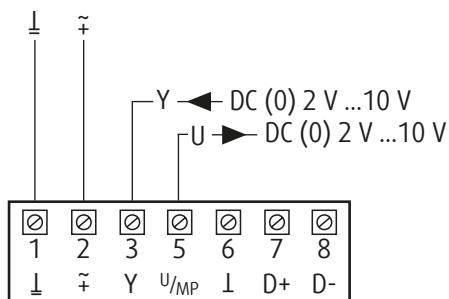 ⊥ ~+
Y DC (0) 2 V ...10 V
U DC (0) 2 V ...10 V
1 2 3 5 6 7 8
⊥ ~+ Y U/MP ⊥ D+ D-